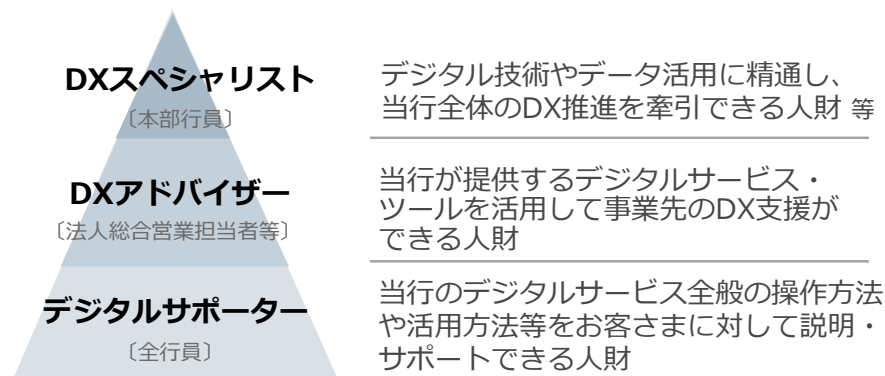 DXスペシャリスト
〔本部行員〕
デジタル技術やデータ活用に精通し、
当行全体のDX推進を牽引できる人財 等
DXアドバイザー
〔法人総合営業担当者等〕
当行が提供するデジタルサービス・
ツールを活用して事業先のDX支援が
できる人財
デジタルサポーター
〔全行員〕
当行のデジタルサービス全般の操作方法
や活用方法等をお客さまに対して説明・
サポートできる人財